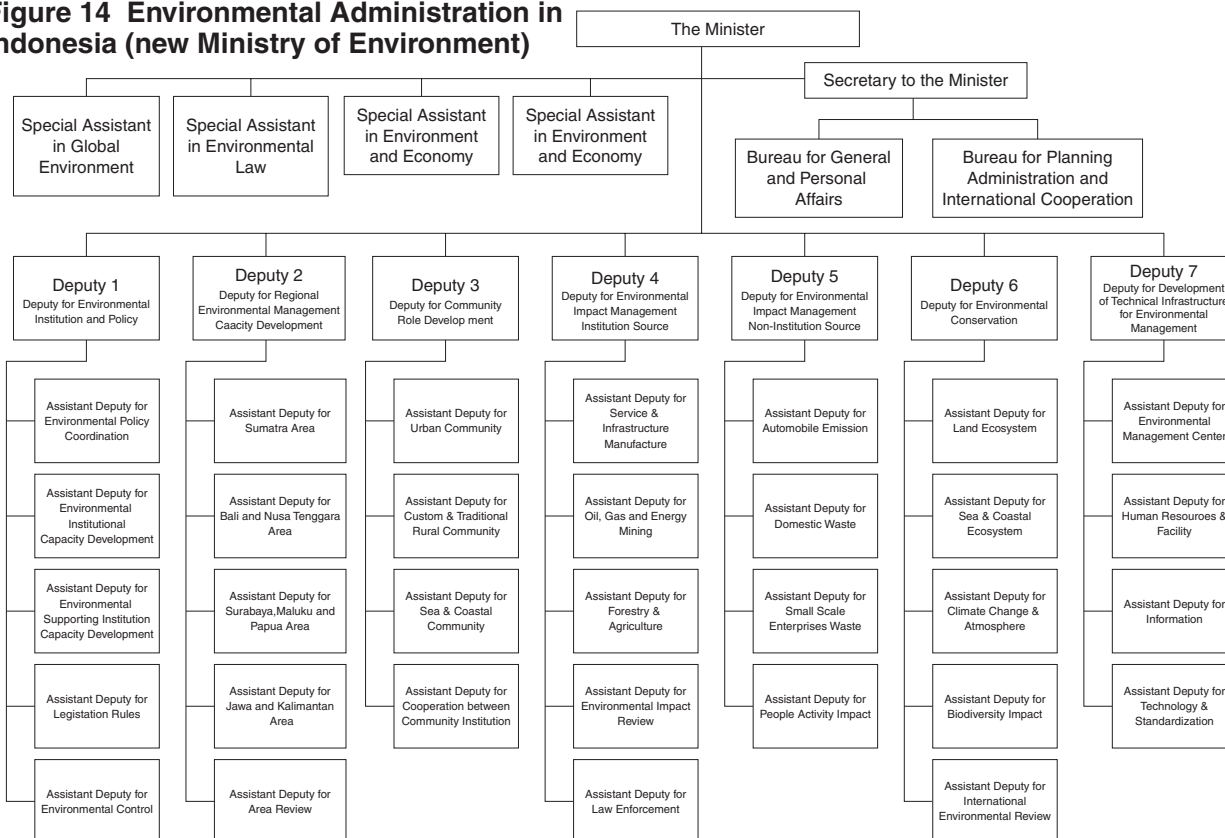 Figure 14 Environmental Administration in
Indonesia (new Ministry of Environment)
The Minister
Secretary to the Minister
Special Assistant
in Global
Environment
Special Assistant
in Environmental
Law
Special Assistant
in Environment
and Economy
Special Assistant
in Environment
and Economy
Bureau for General
and Personal
Affairs
Bureau for Planning
Administration and
International Cooperation
Deputy 1
Deputy for Environmental
Institution and Policy
Deputy 2
Deputy for Regional
Environmental Management
Caacity Development
Deputy 3
Deputy for Community
Role Develop ment
Deputy 4
Deputy for Environmental
Impact Management
Institution Source
Deputy 5
Deputy for Environmental
Impact Management
Non-Institution Source
Deputy 6
Deputy for Environmental
Conservation
Deputy 7
Deputy for Development
of Technical Infrastructure
for Environmental
Management
Assistant Deputy for
Environmental Policy
Coordination
Assistant Deputy for
Environmental
Institutional
Capacity Development
Assistant Deputy for
Environmental
Supporting Institution
Capacity Development
Assistant Deputy for
Legistation Rules
Assistant Deputy for
Environmental Control
Assistant Deputy for
Sumatra Area
Assistant Deputy for
Bali and Nusa Tenggara
Area
Assistant Deputy for
Surabaya,Maluku and
Papua Area
Assistant Deputy for
Jawa and Kalimantan
Area
Assistant Deputy for
Area Review
Assistant Deputy for
Urban Community
Assistant Deputy for
Custom & Traditional
Rural Community
Assistant Deputy for
Sea & Coastal
Community
Assistant Deputy for
Cooperation between
Community Institution
Assistant Deputy for
Service &
Infrastructure
Manufacture
Assistant Deputy for
Oil, Gas and Energy
Mining
Assistant Deputy for
Forestry &
Agriculture
Assistant Deputy for
Environmental Impact
Review
Assistant Deputy for
Law Enforcement
Assistant Deputy for
Automobile Emission
Assistant Deputy for
Domestic Waste
Assistant Deputy for
Small Scale
Enterprises Waste
Assistant Deputy for
People Activity Impact
Assistant Deputy for
Land Ecosystem
Assistant Deputy for
Sea & Coastal
Ecosystem
Assistant Deputy for
Climate Change &
Atmosphere
Assistant Deputy for
Biodiversity Impact
Assistant Deputy for
International
Environmental Review
Assistant Deputy for
Environmental
Management Center
Assistant Deputy for
Human Resouroes &
Facility
Assistant Deputy for
Information
Assistant Deputy for
Technology &
Standardization